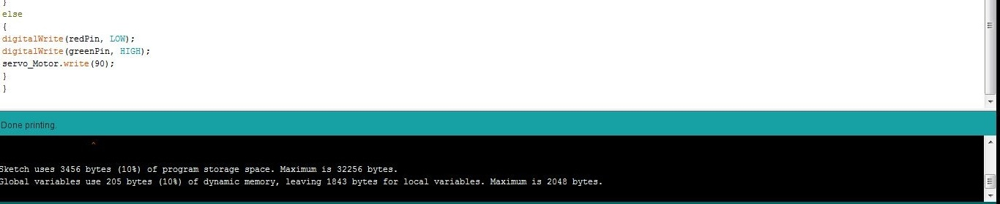 }
else
{
digitalWrite(redPin, LOW);
digitalWrite(greenPin, HIGH);
servo_Motor.write(90);
}
}
Done printing.
^
Sketch uses 3456 bytes (10%) of program storage space. Maximum is 32256 bytes.
Global variables use 205 bytes (10%) of dynamic memory, leaving 1843 bytes for local variables. Maximum is 2048 bytes.